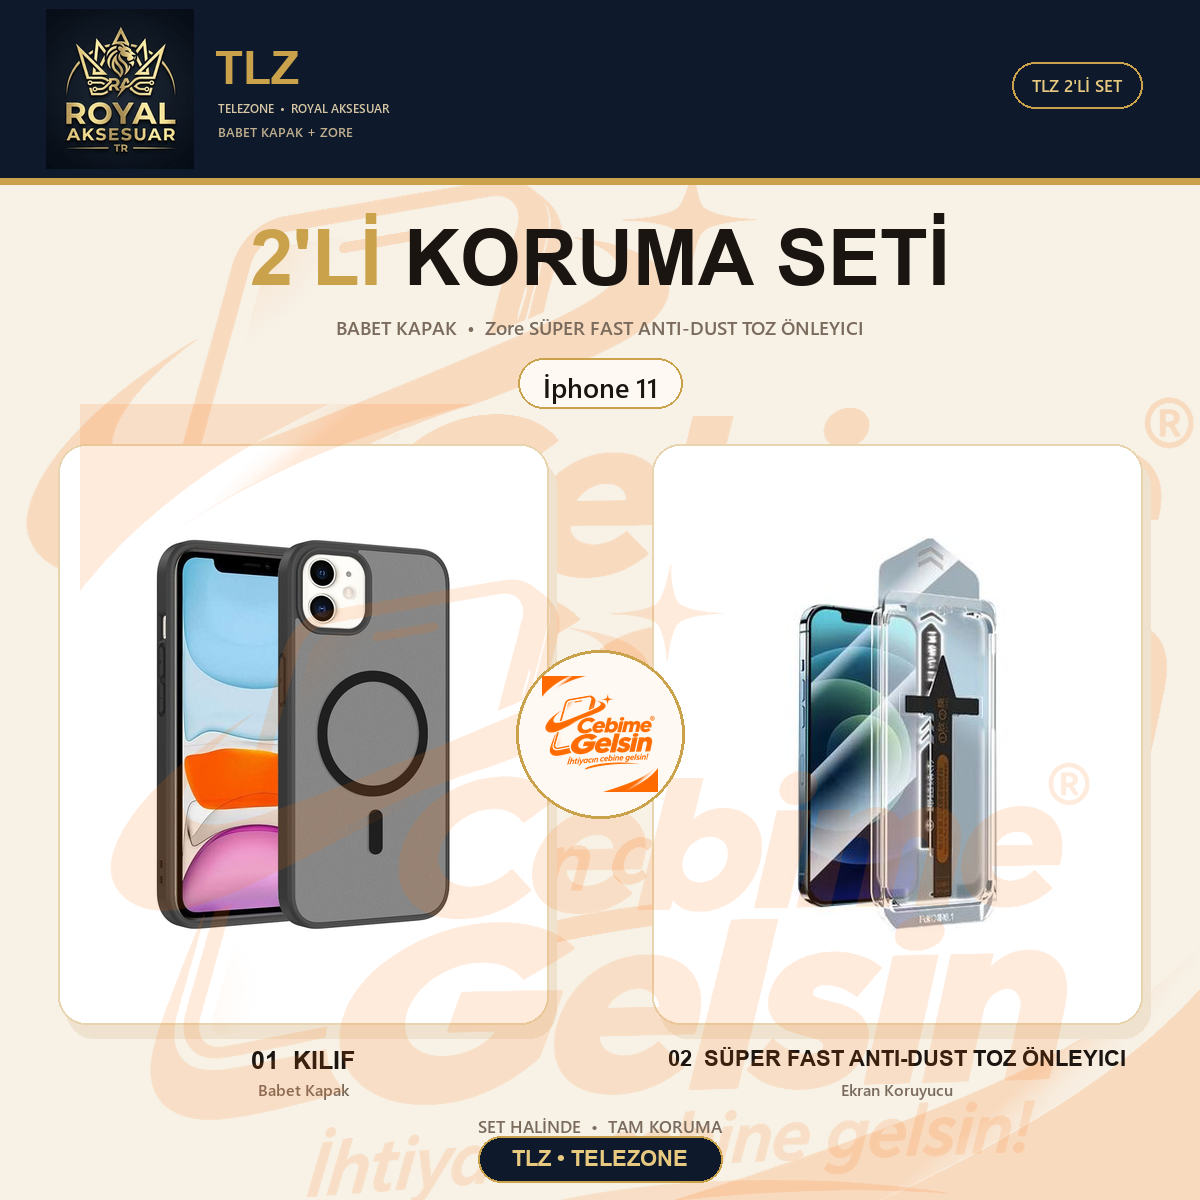 ROYAL
AKSESUAR
TR
TLZ
TELEZONE • ROYAL AKSESUAR
BABET KAPAK + ZORE
TLZ 2'Lİ SET
2'Lİ KORUMA SETİ
BABET KAPAK • Zore SÜPER FAST ANTI-DUST TOZ ÖNLEYICI
İphone 11
Cebime®
Gelsin
İhtiyacın cebine gelsin!
Cebime®
Gelsin
01 KILIF
Babet Kapak
02 SÜPER FAST ANTI-DUST TOZ ÖNLEYICI
Ekran Koruyucu
SET HALİNDE • TAM KORUMA
TLZ • TELEZONE